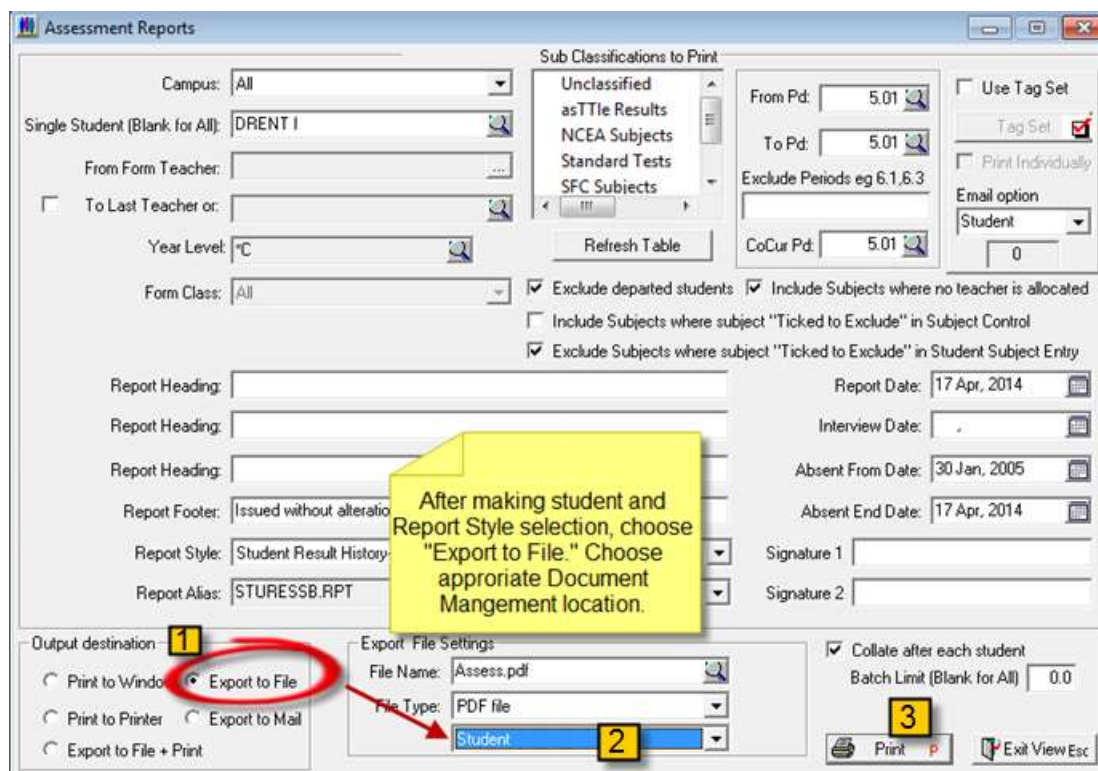 Assessment Reports
Campus: All
Single Student (Blank for All): DRENT I
From Form Teacher: ...
To Last Teacher or:
Year Level: °C
Form Class: All
Sub Classifications to Print
Unclassified
asTTle Results
NCEA Subjects
Standard Tests
SFC Subjects
Refresh Table
From Pd: 5.01
To Pd: 5.01
Exclude Periods eg 6.1,6.3
CoCur Pd: 5.01
Use Tag Set
Tag Set
Print Individually
Email option
Student
0
Exclude departed students Include Subjects where no teacher is allocated
Include Subjects where subject "Ticked to Exclude" in Subject Control
Exclude Subjects where subject "Ticked to Exclude" in Student Subject Entry
Report Heading:
Report Heading:
Report Heading:
Report Footer: Issued without alteratio
Report Style: Student Result History-
Report Alias: STURESSB.RPT
Report Date: 17 Apr, 2014
Interview Date: ,
Absent From Date: 30 Jan, 2005
Absent End Date: 17 Apr, 2014
Signature 1
Signature 2
After making student and
Report Style selection, choose
"Export to File." Choose
approriate Document
Mangement location.
Output destination 1
Print to Windo Export to File
Print to Printer Export to Mail
Export to File + Print
Export File Settings
File Name: Assess.pdf
File Type: PDF file
Student 2
Collate after each student
Batch Limit (Blank for All) 0.0
3
Print P Exit View Esc